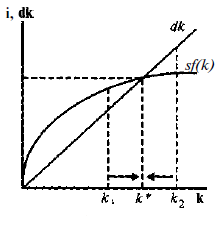 i, dk
dk
sf(k)
k₁ k* k₂ k